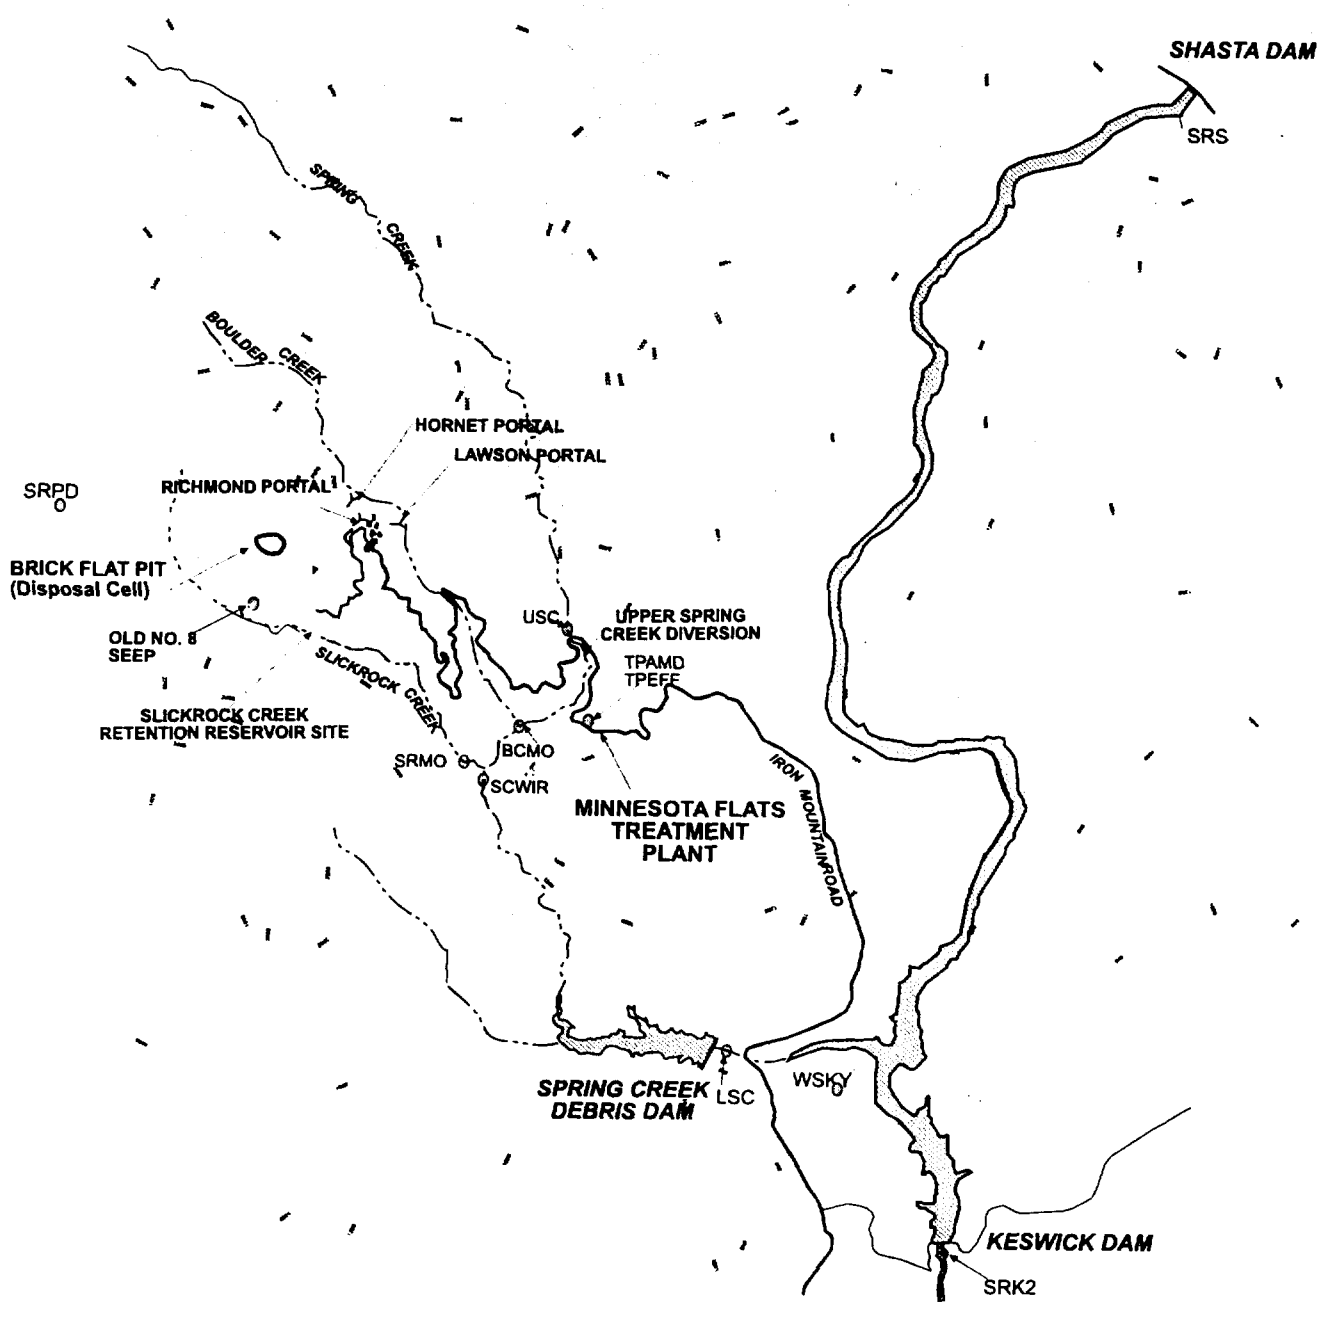 SHASTA DAM
SRS
SPRING
CREEK
BOULDER
CREEK
HORNET PORTAL
LAWSON PORTAL
RICHMOND PORTAL
SRPD
BRICK FLAT PIT
(Disposal Cell)
OLD NO. 8
SEEP
USC
UPPER SPRING
CREEK DIVERSION
TPAMD
TPEFF
SLICKROCK CREEK
SLICKROCK CREEK
RETENTION RESERVOIR SITE
SRMO
BCMO
SCWIR
MINNESOTA FLATS
TREATMENT
PLANT
IRON MOUNTAIN ROAD
SPRING CREEK
DEBRIS DAM
LSC
WSKY
KESWICK DAM
SRK2